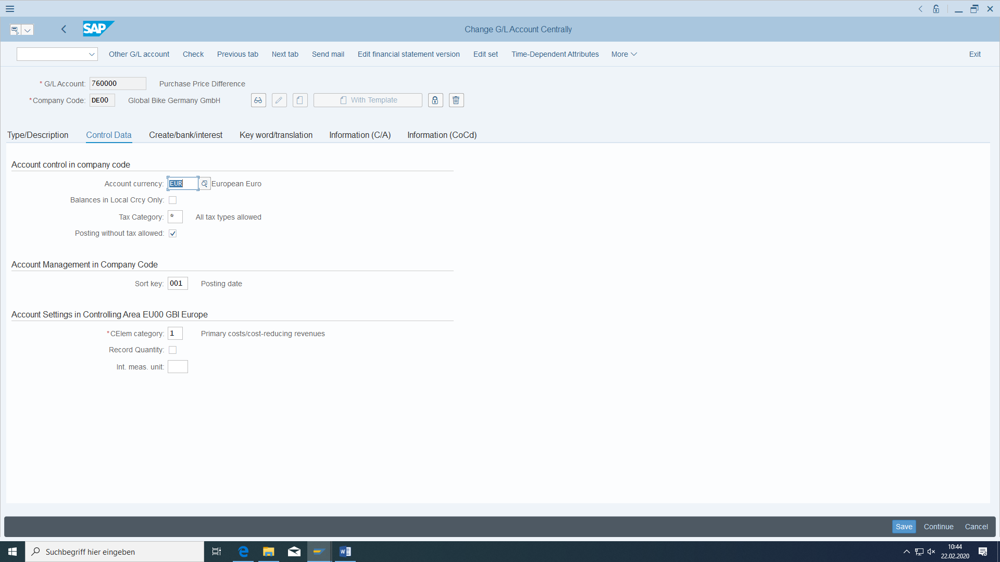 SAP
Change G/L Account Centrally
Other G/L account Check Previous tab Next tab Send mail Edit financial statement version Edit set Time-Dependent Attributes More Exit
* G/L Account: 760000 Purchase Price Difference
* Company Code: DE00 Global Bike Germany GmbH With Template
Type/Description Control Data Create/bank/interest Key word/translation Information (C/A) Information (CoCd)
Account control in company code
Account currency: EUR European Euro
Balances in Local Crcy Only:
Tax Category: * All tax types allowed
Posting without tax allowed:
Account Management in Company Code
Sort key: 001 Posting date
Account Settings in Controlling Area EU00 GBI Europe
* CElem category: 1 Primary costs/cost-reducing revenues
Record Quantity:
Int. meas. unit:
Save Continue Cancel
Suchbegriff hier eingeben
10:44
22.02.2020